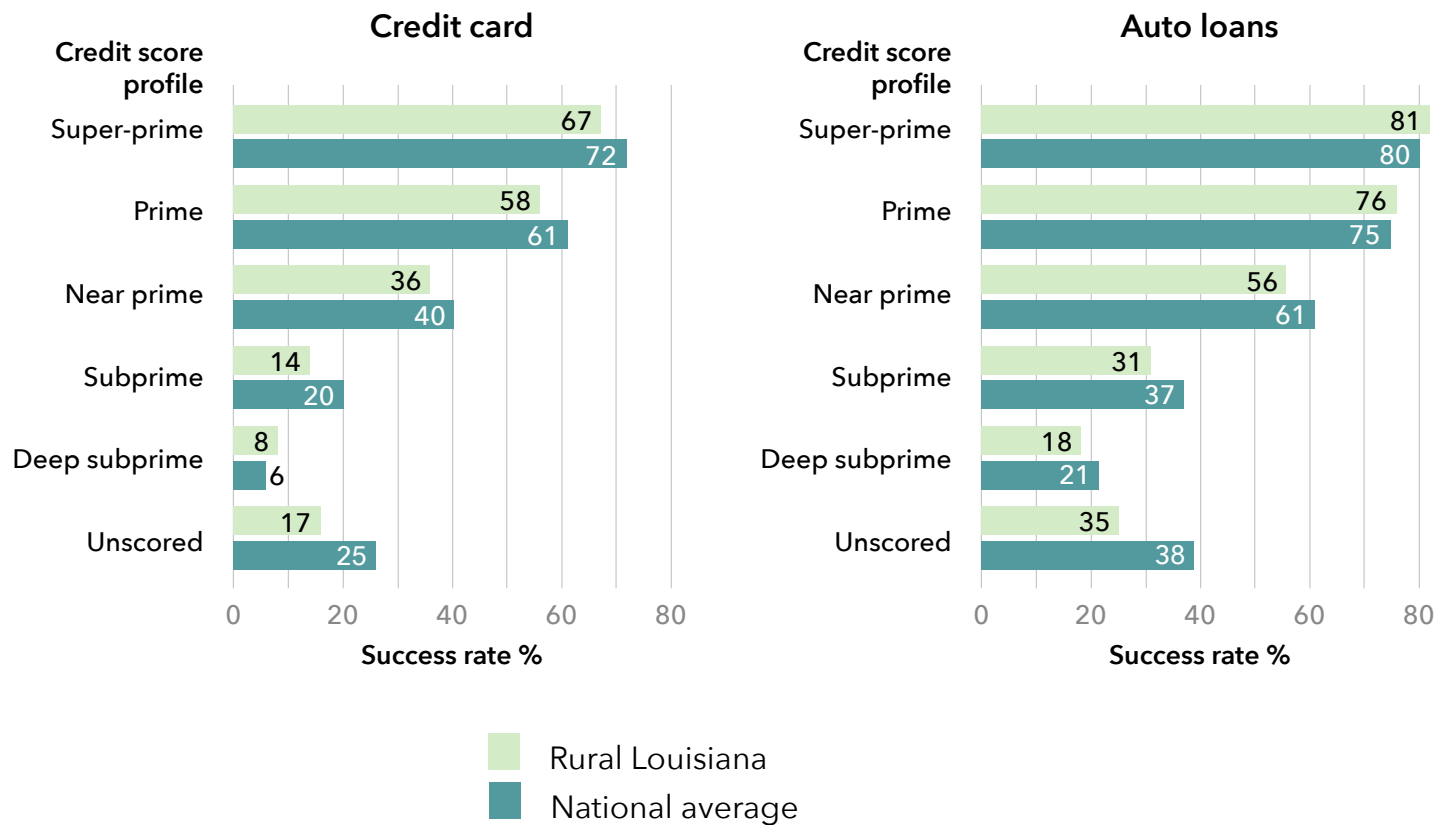 Credit card
Credit score
profile
Super-prime
67
72
Prime
58
61
Near prime
36
40
Subprime
14
20
Deep subprime
8
6
Unscored
17
25
0 20 40 60 80
Success rate %
Auto loans
Credit score
profile
Super-prime
81
80
Prime
76
75
Near prime
56
61
Subprime
31
37
Deep subprime
18
21
Unscored
35
38
0 20 40 60 80
Success rate %
Rural Louisiana
National average